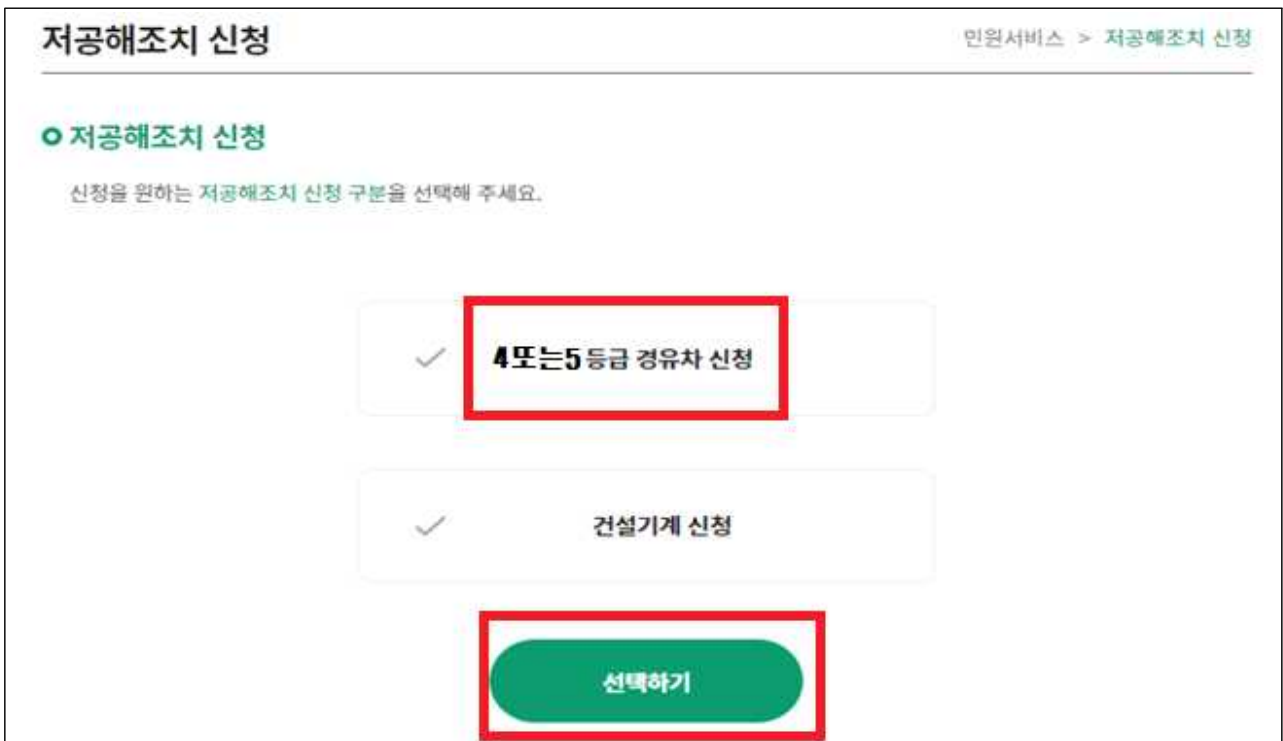 저공해조치 신청
민원서비스 > 저공해조치 신청
저공해조치 신청
신청을 원하는 저공해조치 신청 구분을 선택해 주세요.
4또는5등급 경유차 신청
건설기계 신청
선택하기